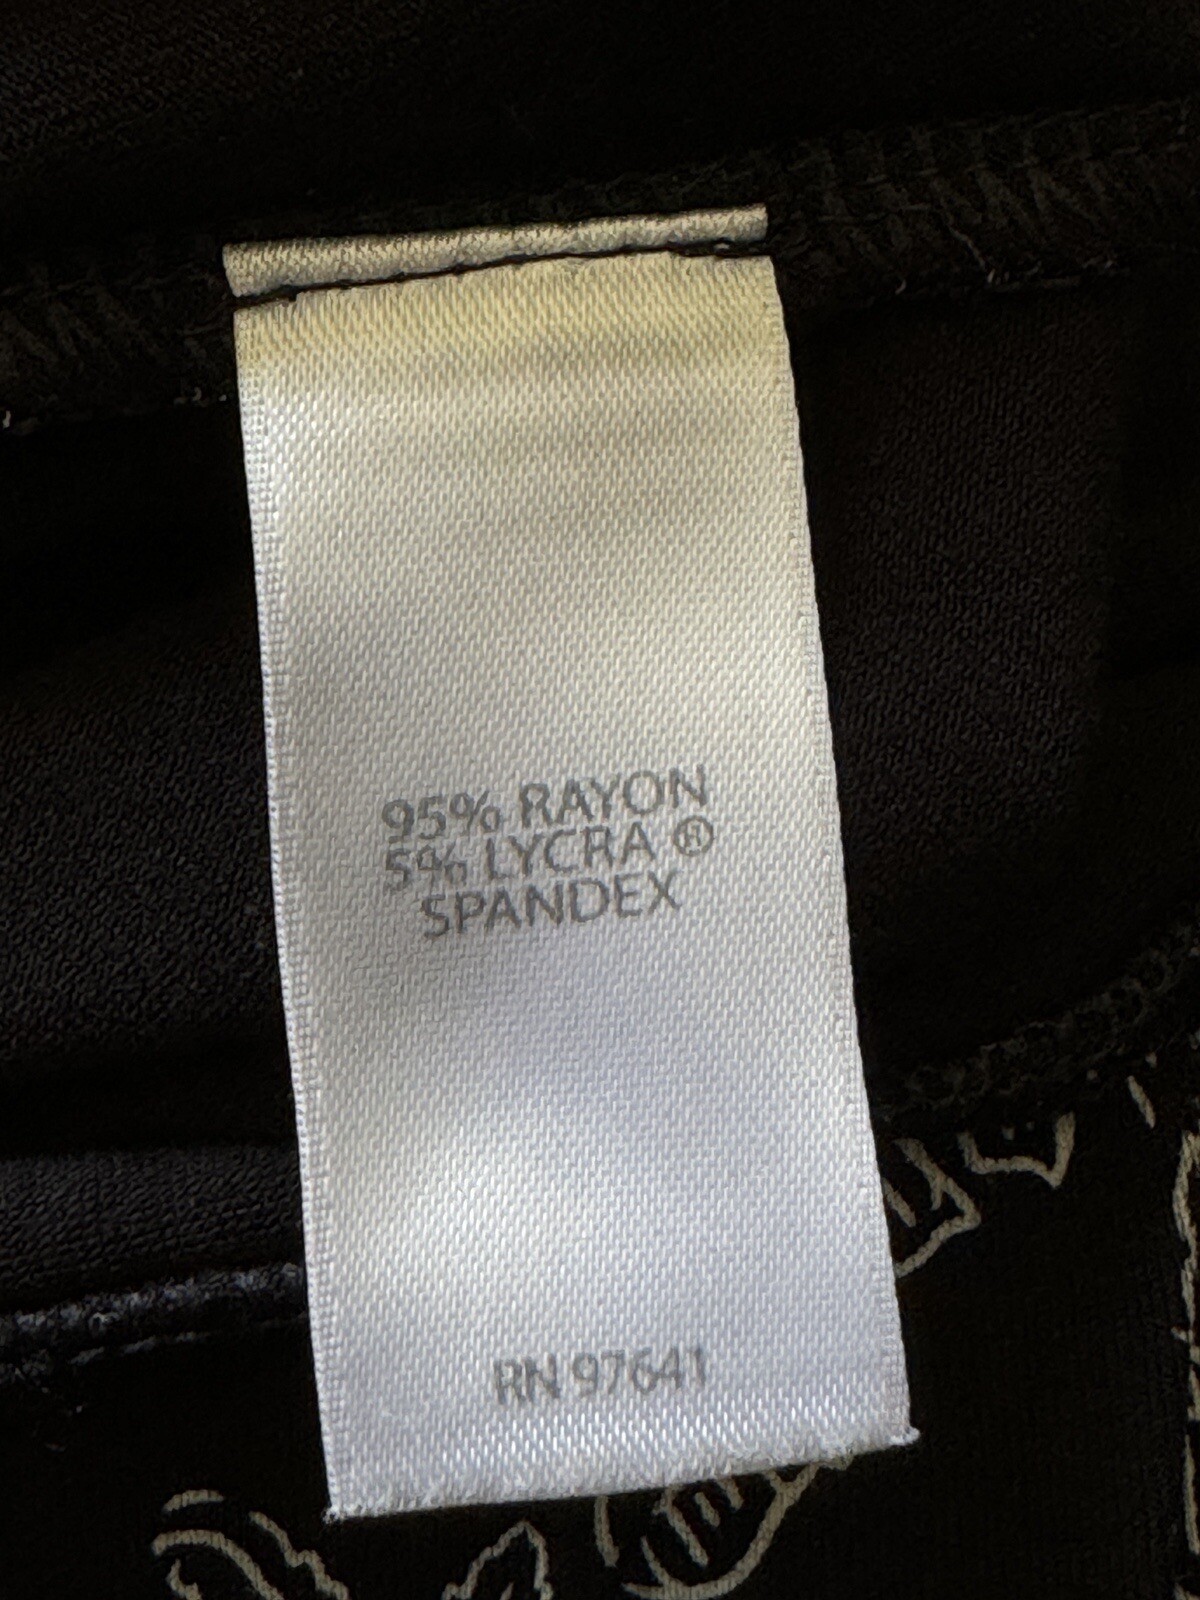 95% RAYON
5% LYCRA ®
SPANDEX
RN 97641